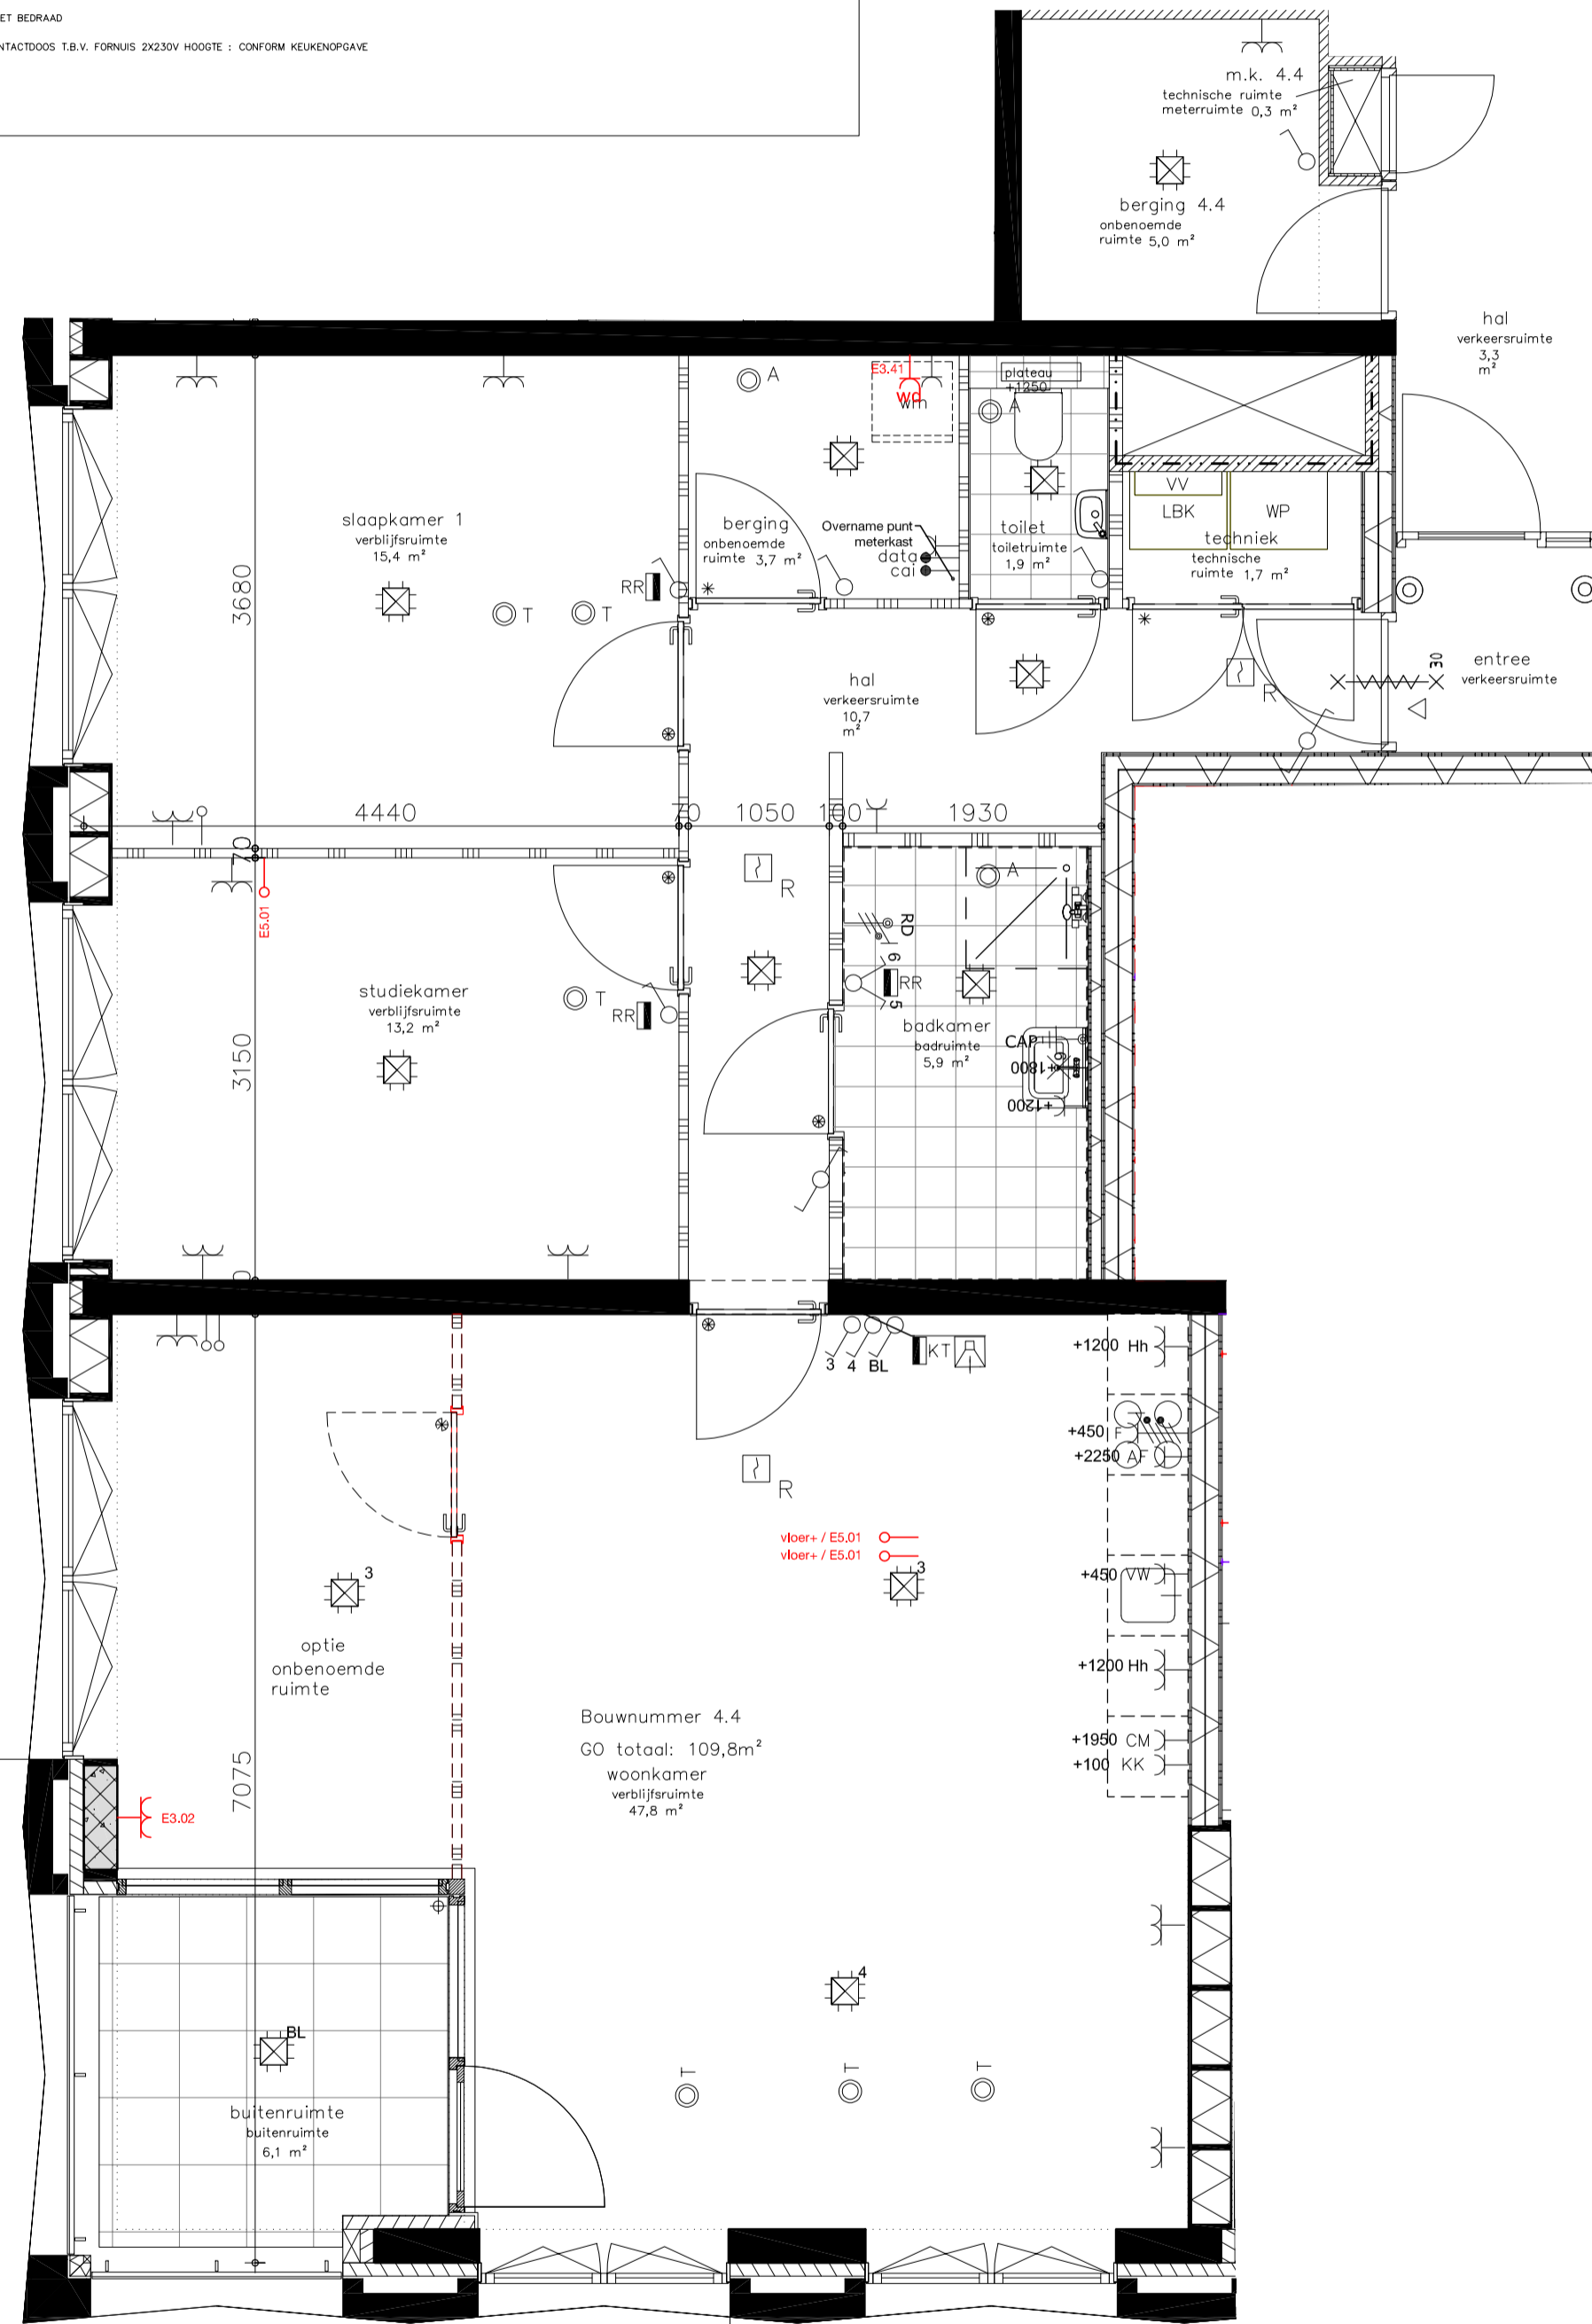 ET BEDRAAD
NTACTDOOS T.B.V. FORNUIS 2X230V HOOGTE : CONFORM KEUKENOPGAVE
m.k. 4.4
technische ruimte
meterruimte 0,3 m²
berging 4.4
onbenoemde
ruimte 5,0 m²
hal
verkeersruimte
3,3
m²
E3.41
wd
wm
A
plateau
+1250
A
slaapkamer 1
verblijfsruimte
15,4 m²
3680
T
T
RR
berging
onbenoemde
ruimte 3,7 m²
Overname punt
meterkast
data
cai
toilet
toiletruimte
1,9 m²
VV
LBK
WP
techniek
technische
ruimte 1,7 m²
hal
verkeersruimte
10,7
m²
R
30
entree
verkeersruimte
4440
70
1050
100
1930
70
E5.01
R
A
RD
6
RR
5
studiekamer
verblijfsruimte
13,2 m²
3150
T
RR
badkamer
badruimte
5,9 m²
CAP
6
+1800
+1200
0
3
4
BL
KT
+1200 Hh
+450 F
+2250 AF
R
vloer+ / E5.01
vloer+ / E5.01
3
3
+450 VW
optie
onbenoemde
ruimte
+1200 Hh
Bouwnummer 4.4
GO totaal: 109,8m²
woonkamer
verblijfsruimte
47,8 m²
+1950 CM
+100 KK
7075
E3.02
4
BL
T
T
T
buitenruimte
buitenruimte
6,1 m²